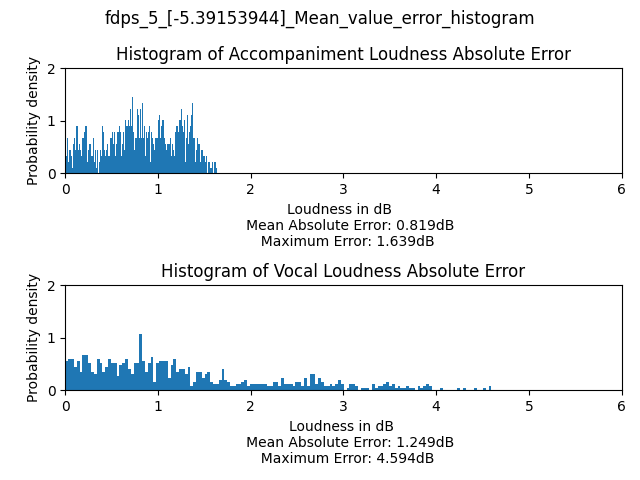 fdps_5_[-5.39153944]_Mean_value_error_histogram
Histogram of Accompaniment Loudness Absolute Error
Probability density
2
1
0
0 1 2 3 4 5 6
Loudness in dB
Mean Absolute Error: 0.819dB
Maximum Error: 1.639dB
Histogram of Vocal Loudness Absolute Error
Probability density
2
1
0
0 1 2 3 4 5 6
Loudness in dB
Mean Absolute Error: 1.249dB
Maximum Error: 4.594dB